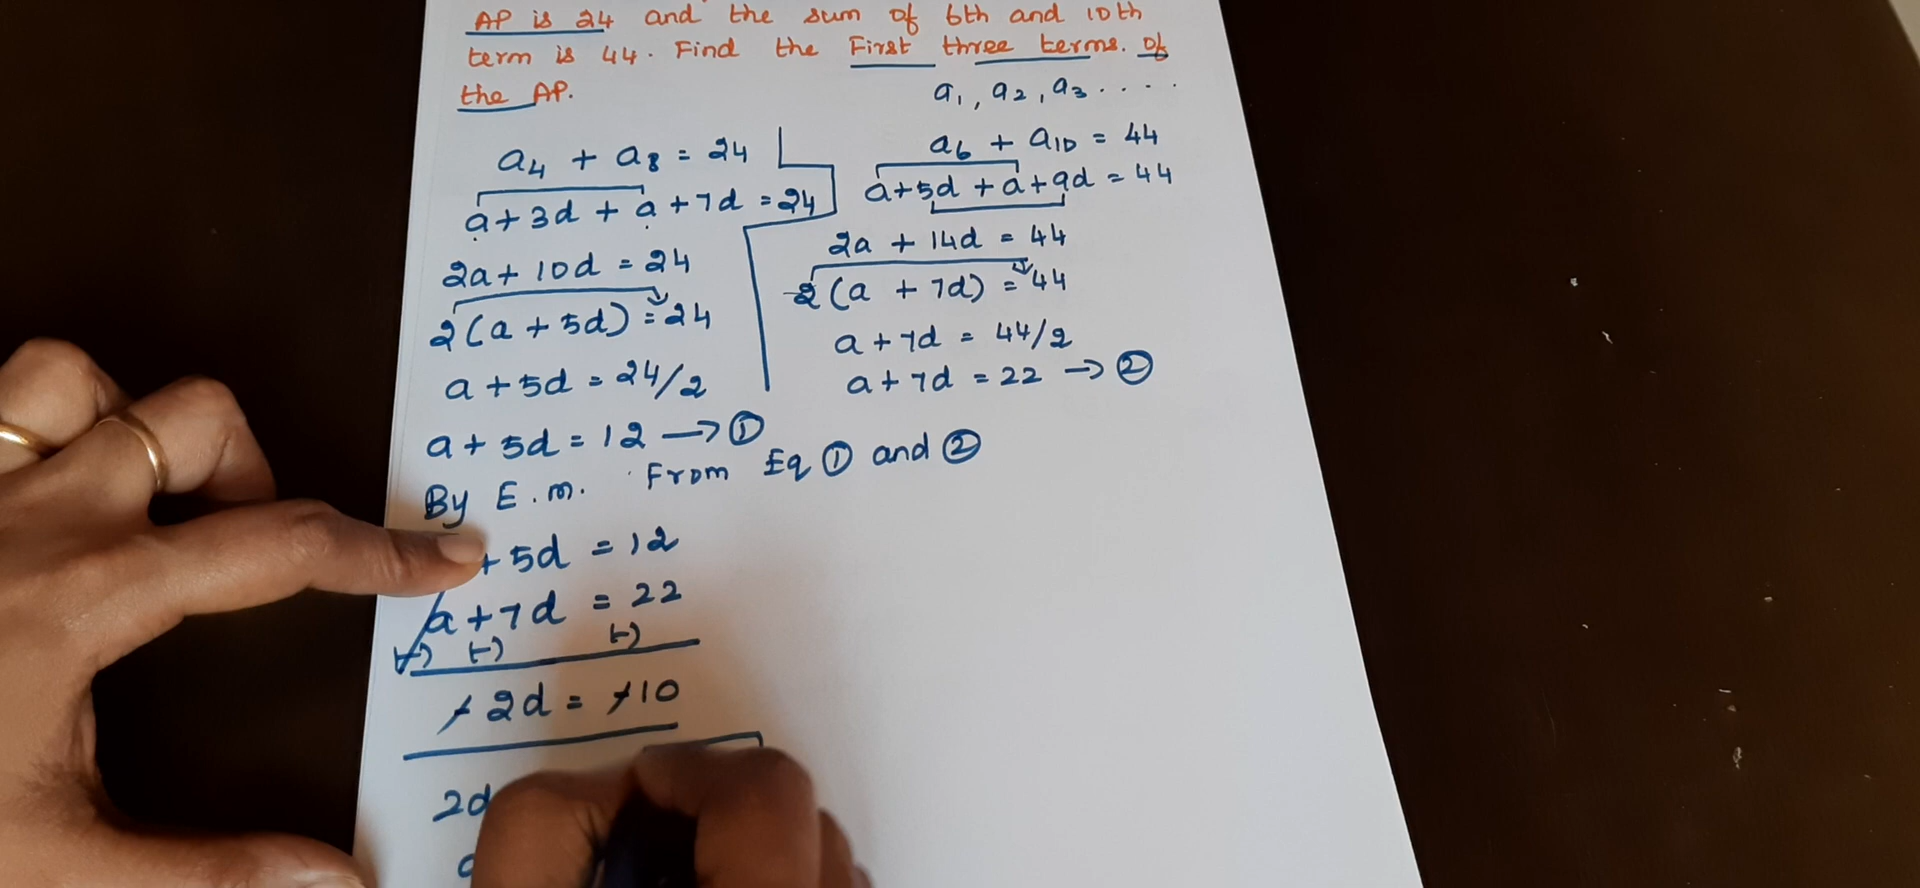 AP is 24 and the sum of 6th and 10th
term is 44. Find the First three terms. of
the AP.
a₁, a₂, a₃ . . . .
a₄ + a₈ = 24
a + 3d + a + 7d = 24
2a + 10d = 24
2(a + 5d) = 24
a + 5d = 24/2
a + 5d = 12 → ①
a₆ + a₁₀ = 44
a + 5d + a + 9d = 44
2a + 14d = 44
2(a + 7d) = 44
a + 7d = 44/2
a + 7d = 22 → ②
By E.m. From Eq ① and ②
+ 5d = 12
a + 7d = 22
(-) (-) (-)
-2d = -10
2d